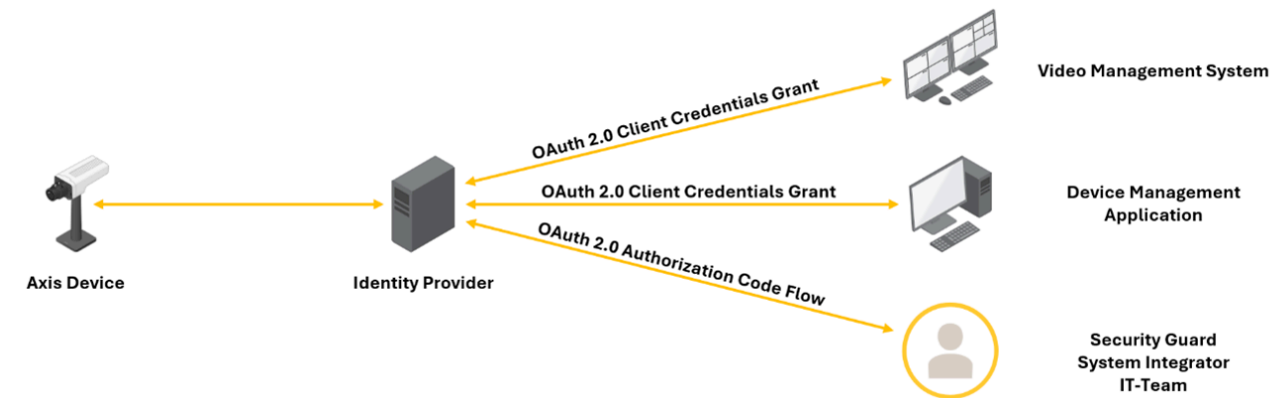 OAuth 2.0 Client Credentials Grant
Video Management System
OAuth 2.0 Client Credentials Grant
Device Management
Application
OAuth 2.0 Authorization Code Flow
Axis Device
Identity Provider
Security Guard
System Integrator
IT-Team